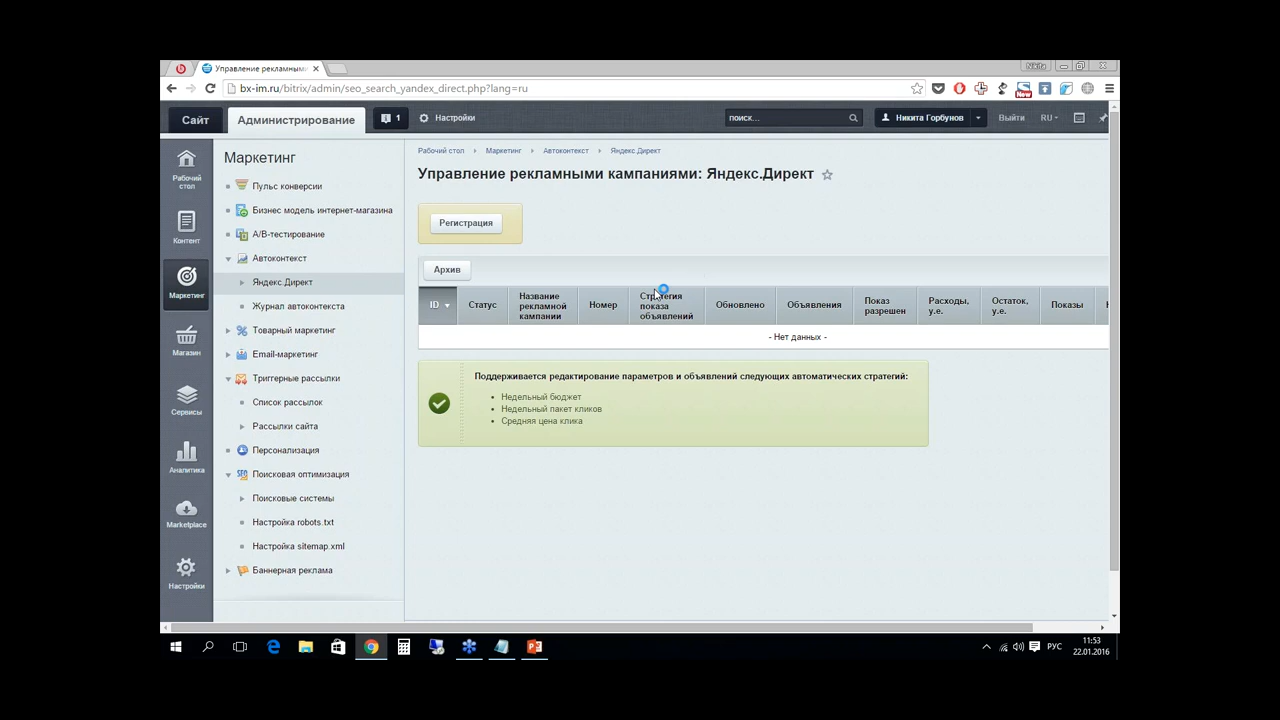 Управление рекламными
Nikita
bx-im.ru/bitrix/admin/seo_search_yandex_direct.php?lang=ru
New
Сайт
Администрирование
1
Настройки
поиск...
Никита Горбунов
Выйти
RU
Рабочий стол
Контент
Маркетинг
Магазин
Сервисы
Аналитика
Marketplace
Настройки
Маркетинг
Пульс конверсии
Бизнес модель интернет-магазина
A/B-тестирование
Автоконтекст
Яндекс.Директ
Журнал автоконтекста
Товарный маркетинг
Email-маркетинг
Триггерные рассылки
Список рассылок
Рассылки сайта
Персонализация
Поисковая оптимизация
Поисковые системы
Настройка robots.txt
Настройка sitemap.xml
Баннерная реклама
Рабочий стол Маркетинг Автоконтекст Яндекс.Директ
Управление рекламными кампаниями: Яндекс.Директ
Регистрация
Архив
ID
Статус
Название рекламной кампании
Номер
Стратегия показа объявлений
Обновлено
Объявления
Показ разрешен
Расходы, у.е.
Остаток, у.е.
Показы
- Нет данных -
Поддерживается редактирование параметров и объявлений следующих автоматических стратегий:
Недельный бюджет
Недельный пакет кликов
Средняя цена клика
РУС
11:53
22.01.2016